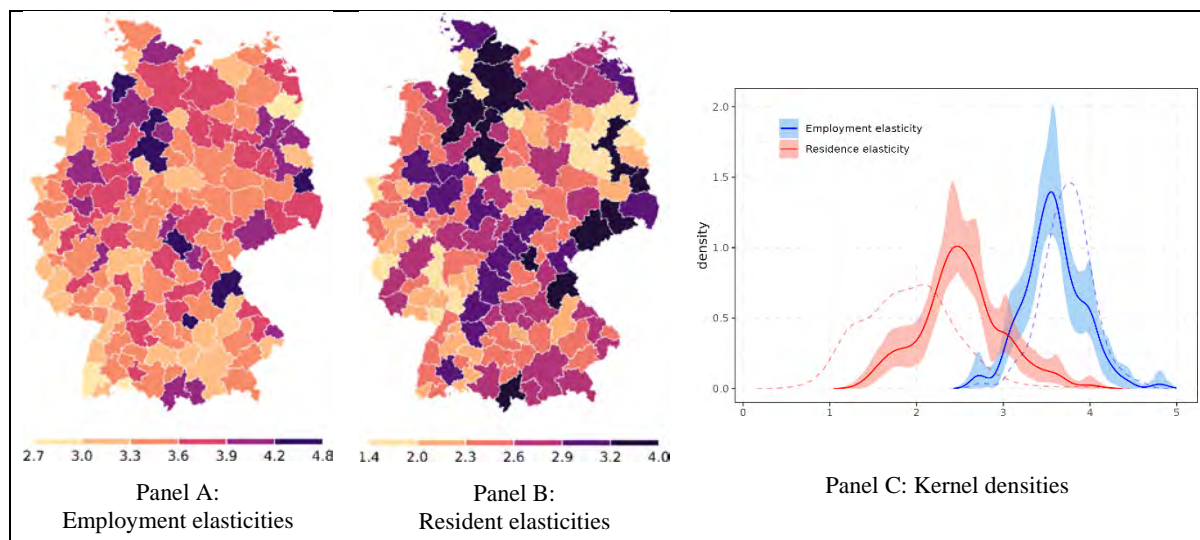 2.7 3.0 3.3 3.6 3.9 4.2 4.8
Panel A:
Employment elasticities
1.4 2.0 2.3 2.6 2.9 3.2 4.0
Panel B:
Resident elasticities
Employment elasticity
Residence elasticity
density
2.0
1.5
1.0
0.5
0.0
0 1 2 3 4 5
Panel C: Kernel densities